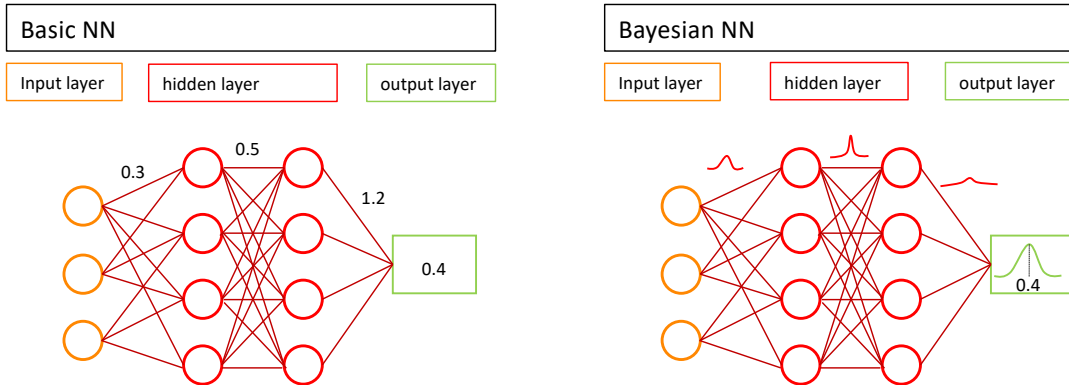 Basic NN
Input layer
hidden layer
output layer
0.3
0.5
1.2
0.4
Bayesian NN
Input layer
hidden layer
output layer
0.4